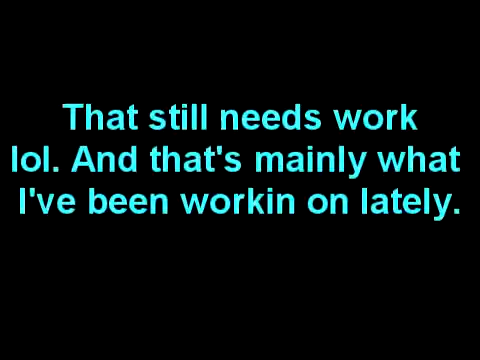 That still needs work
lol. And that's mainly what
I've been workin on lately.